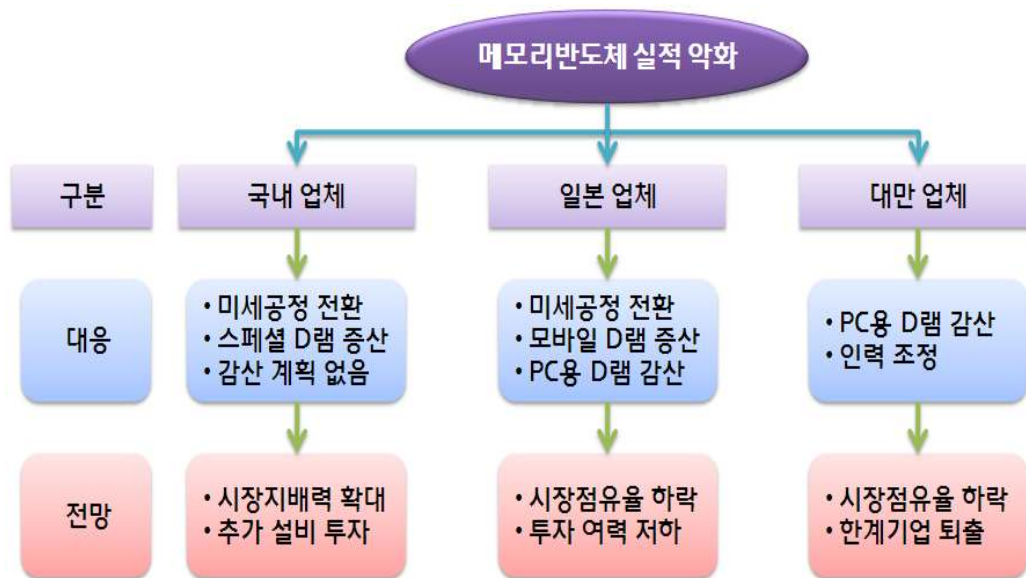 메모리반도체 실적 악화
구분
국내 업체
일본 업체
대만 업체
대응
• 미세공정 전환
• 스페셜 D램 증산
• 감산 계획 없음
• 미세공정 전환
• 모바일 D램 증산
• PC용 D램 감산
• PC용 D램 감산
• 인력 조정
전망
• 시장지배력 확대
• 추가 설비 투자
• 시장점유율 하락
• 투자 여력 저하
• 시장점유율 하락
• 한계기업 퇴출